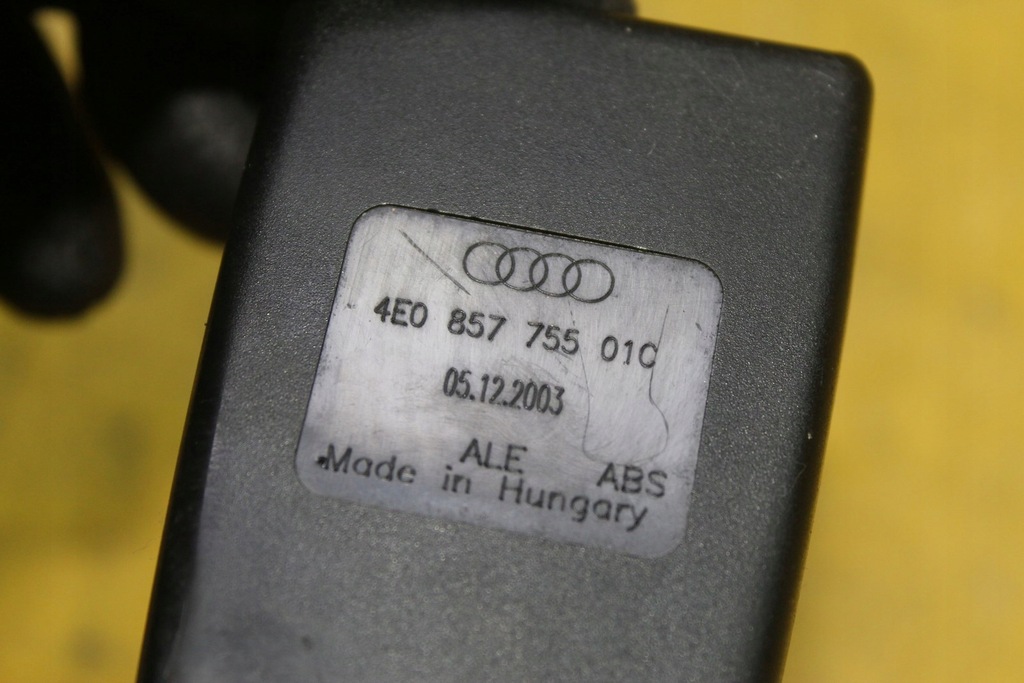 4E0 857 755 01C
05.12.2003
ALE ABS
Made in Hungary